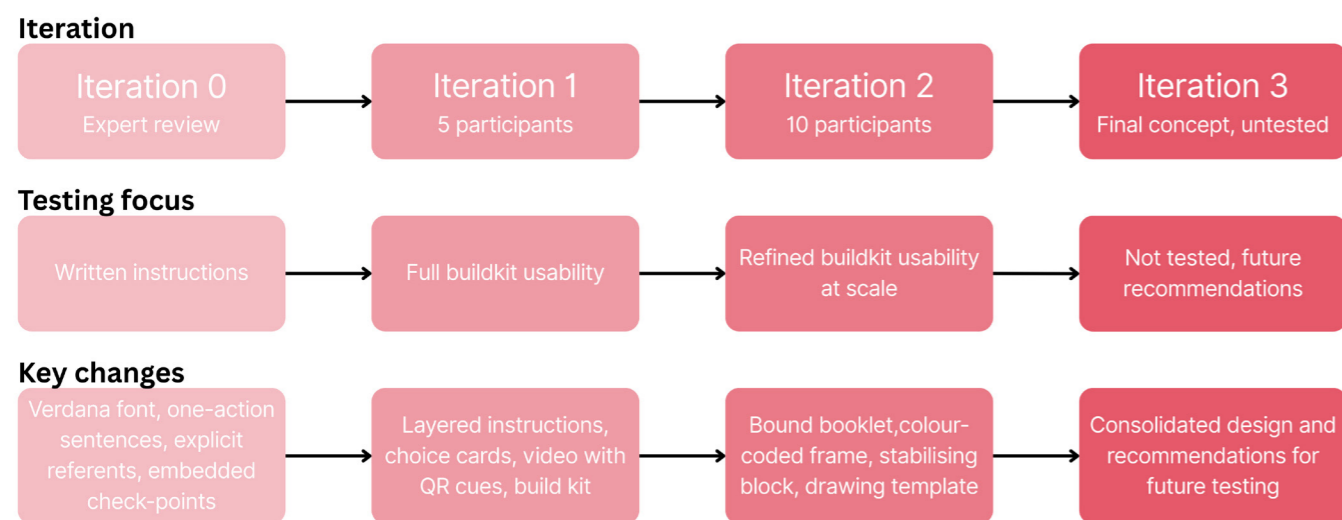 Iteration
Iteration 0
Expert review
Iteration 1
5 participants
Iteration 2
10 participants
Iteration 3
Final concept, untested
Testing focus
Written instructions
Full buildkit usability
Refined buildkit usability
at scale
Not tested, future
recommendations
Key changes
Verdana font, one-action
sentences, explicit
referents, embedded
check-points
Layered instructions,
choice cards, video with
QR cues, build kit
Bound booklet,colour-
coded frame, stabilising
block, drawing template
Consolidated design and
recommendations for
future testing